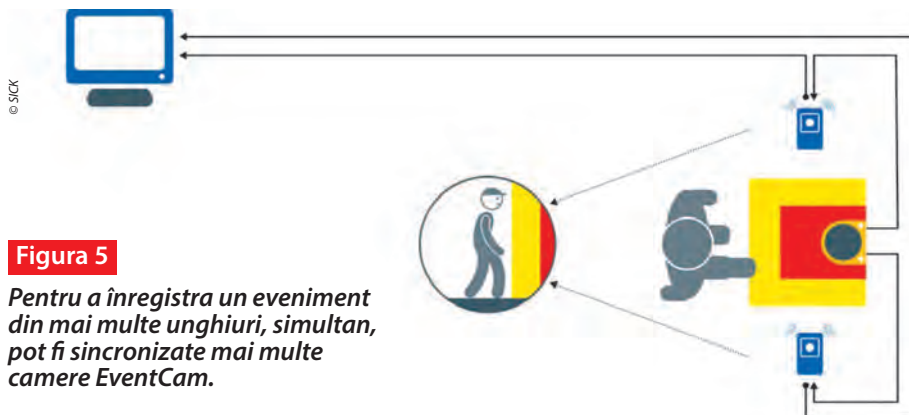 © SICK
Figura 5
Pentru a înregistra un eveniment
din mai multe unghiuri, simultan,
pot fi sincronizate mai multe
camere EventCam.